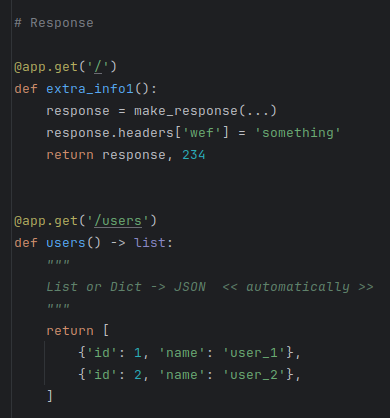 # Response
@app.get('/')
def extra_info1():
    response = make_response(...)
    response.headers['wef'] = 'something'
    return response, 234
@app.get('/users')
def users() -> list:
    """
    List or Dict -> JSON  << automatically >>
    """
    return [
        {'id': 1, 'name': 'user_1'},
        {'id': 2, 'name': 'user_2'},
    ]